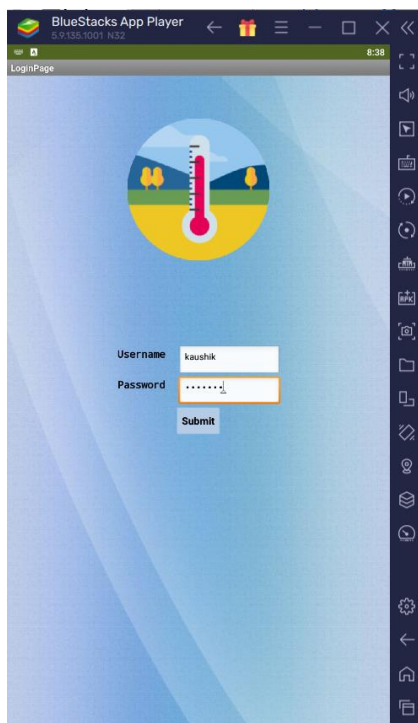 BlueStacks App Player
5.9.135.1001 N32
8:38
LoginPage
Username
kaushik
Password
•••••••
Submit